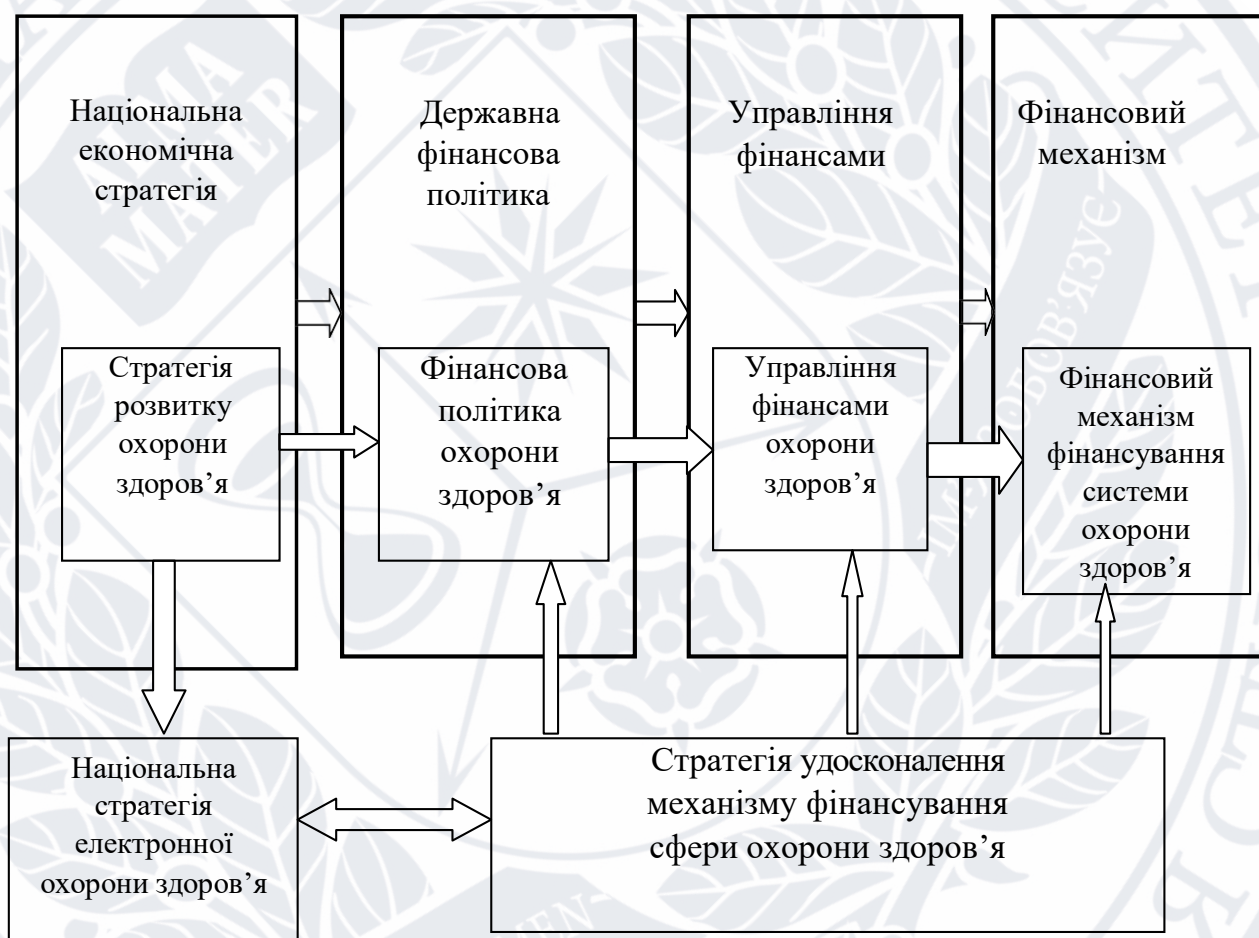 Національна
економічна
стратегія
Державна
фінансова
політика
Управління
фінансами
Фінансовий
механізм
Стратегія
розвитку
охорони
здоров’я
Фінансова
політика
охорони
здоров’я
Управління
фінансами
охорони
здоров’я
Фінансовий
механізм
фінансування
системи
охорони
здоров’я
Національна
стратегія
електронної
охорони здоров’я
Стратегія удосконалення
механізму фінансування
сфери охорони здоров’я
ALMA
MATER